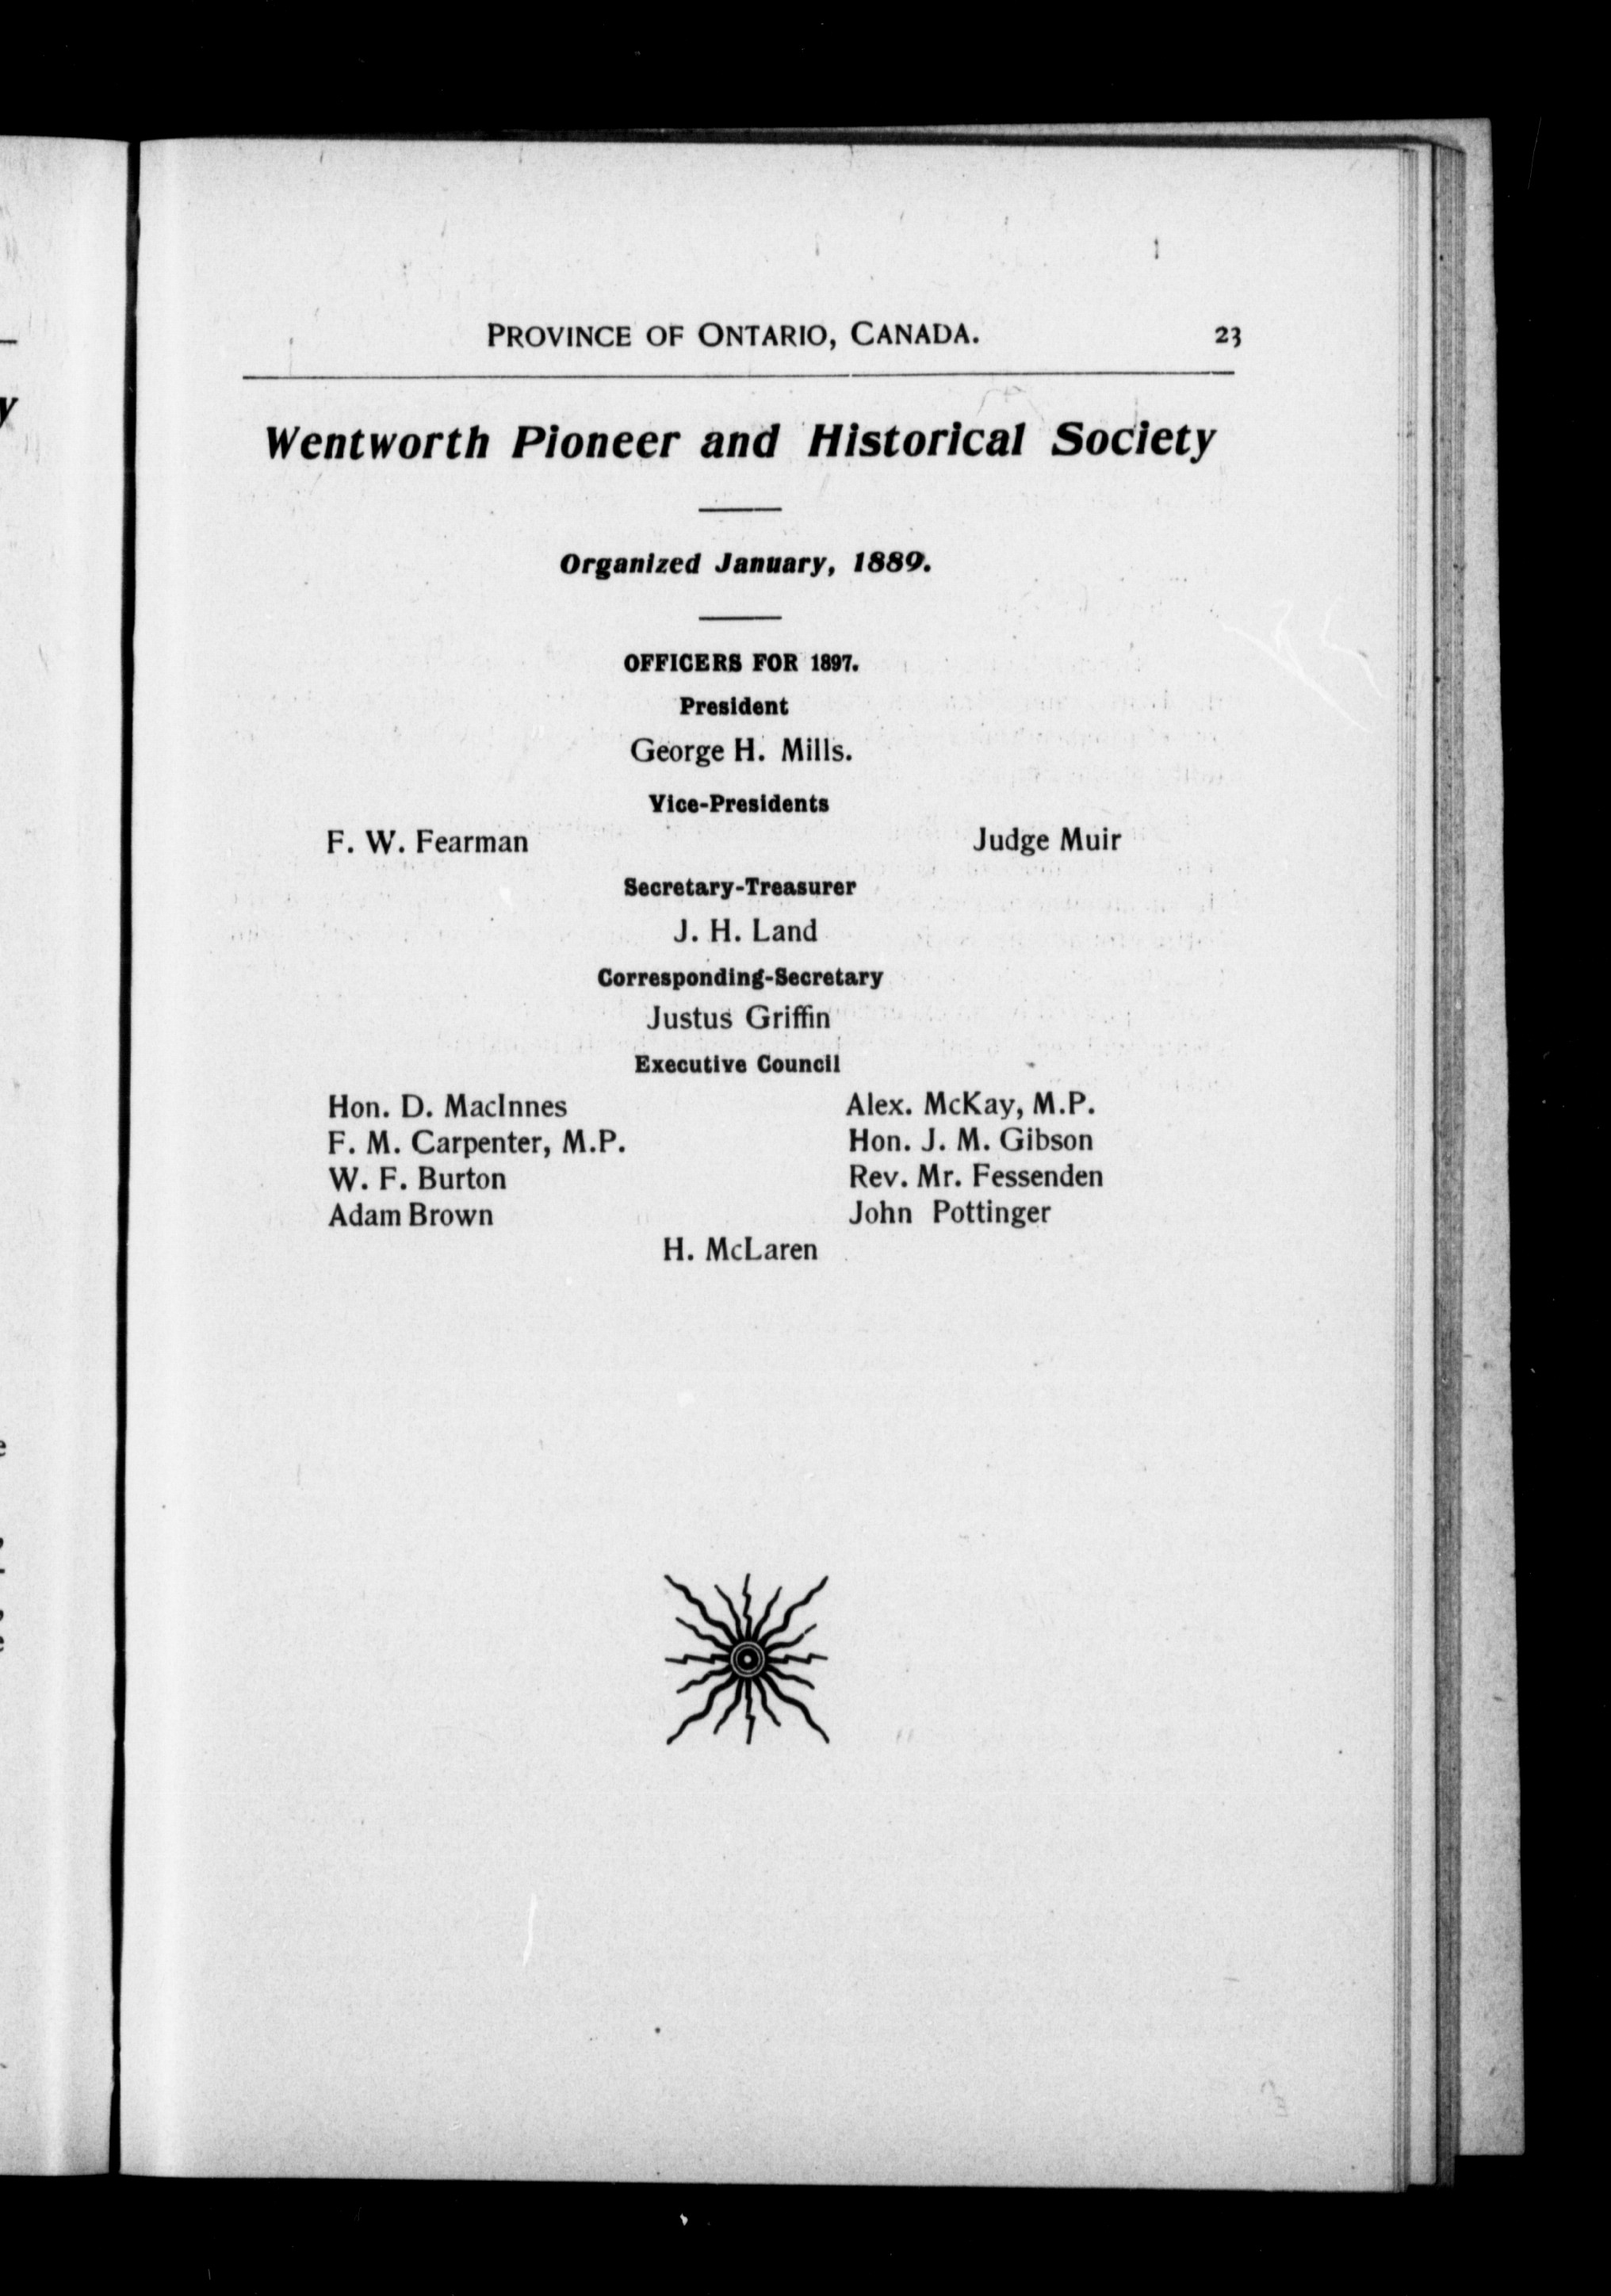 PROVINCE OF ONTARIO, CANADA. 23
Wentworth Pioneer and Historical Society
Organized January, 1889.
OFFICERS FOR 1897.
President
George H. Mills.
Vice-Presidents
F. W. Fearman Judge Muir
Secretary-Treasurer
J. H. Land
Corresponding-Secretary
Justus Griffin
Executive Council
Hon. D. MacInnes Alex. McKay, M.P.
F. M. Carpenter, M.P. Hon. J. M. Gibson
W. F. Burton Rev. Mr. Fessenden
Adam Brown John Pottinger
H. McLaren